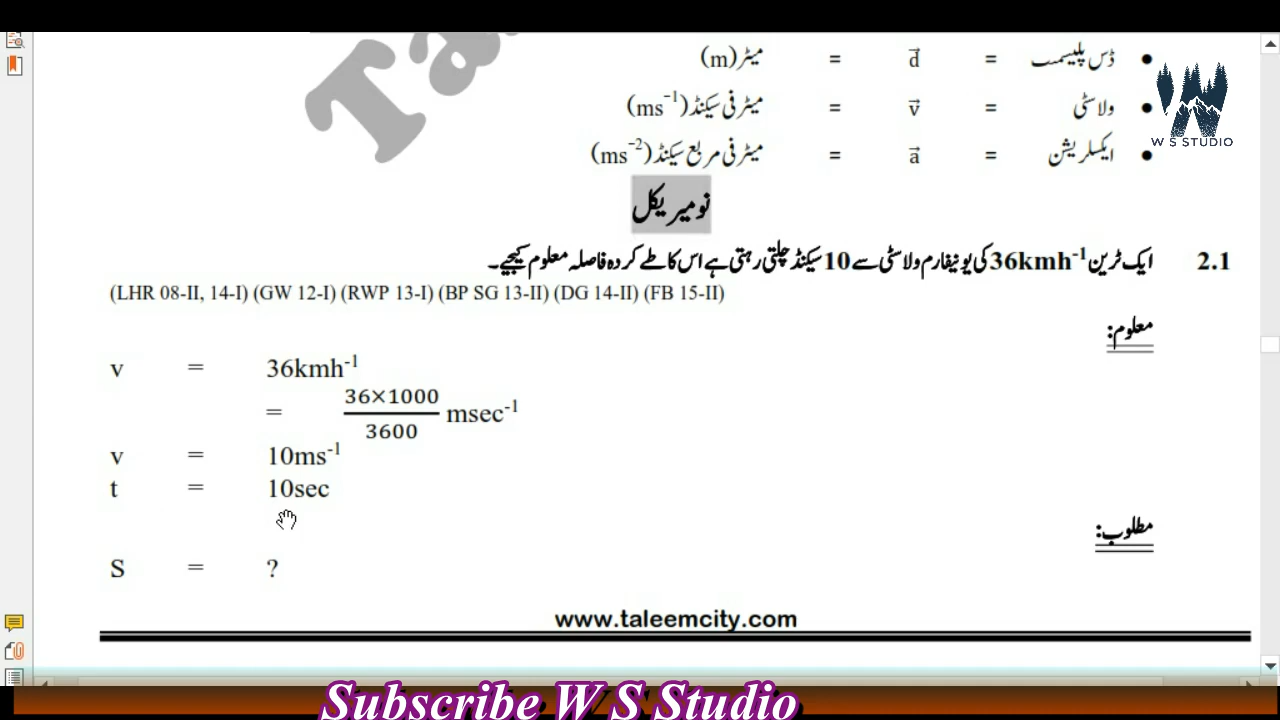 • ڈس پلیسمنٹ = d⃗ = میٹر(m)
• ولاسٹی = v⃗ = میٹر فی سیکنڈ(ms⁻¹)
• ایکسلریشن = a⃗ = میٹر فی مربع سیکنڈ(ms⁻²)
W S STUDIO
نومیریکل
2.1 ایک ٹرین 36kmh⁻¹ کی یونیفارم ولاسٹی سے 10 سیکنڈ چلتی رہتی ہے اس کا طے کردہ فاصلہ معلوم کیجیے۔
(LHR 08-II, 14-I) (GW 12-I) (RWP 13-I) (BP SG 13-II) (DG 14-II) (FB 15-II)
معلوم:
v = 36kmh⁻¹
= 36×1000/3600 msec⁻¹
v = 10ms⁻¹
t = 10sec
مطلوب:
S = ?
www.taleemcity.com
Subscribe W S Studio